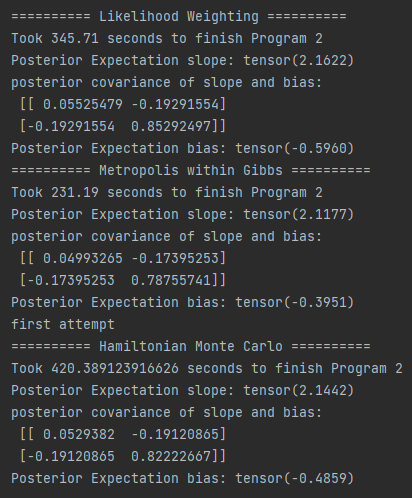 ========== Likelihood Weighting ==========
Took 345.71 seconds to finish Program 2
Posterior Expectation slope: tensor(2.1622)
posterior covariance of slope and bias:
 [[ 0.05525479 -0.19291554]
 [-0.19291554  0.85292497]]
Posterior Expectation bias: tensor(-0.5960)
========== Metropolis within Gibbs ==========
Took 231.19 seconds to finish Program 2
Posterior Expectation slope: tensor(2.1177)
posterior covariance of slope and bias:
 [[ 0.04993265 -0.17395253]
 [-0.17395253  0.78755741]]
Posterior Expectation bias: tensor(-0.3951)
first attempt
========== Hamiltonian Monte Carlo ==========
Took 420.389123916626 seconds to finish Program 2
Posterior Expectation slope: tensor(2.1442)
posterior covariance of slope and bias:
 [[ 0.0529382  -0.19120865]
 [-0.19120865  0.82222667]]
Posterior Expectation bias: tensor(-0.4859)